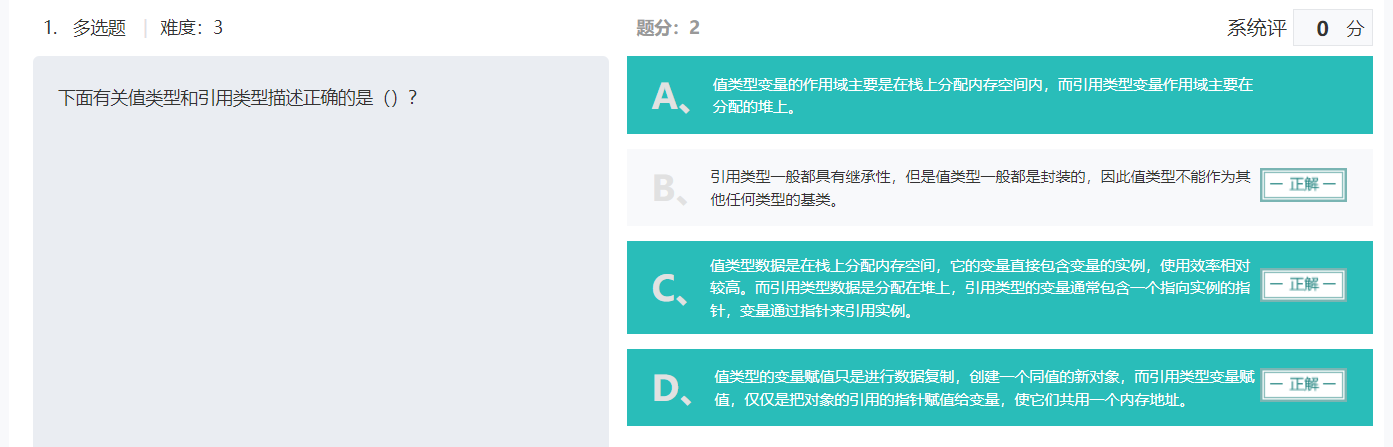 1. 多选题 | 难度：3
题分：2
系统评 0 分
下面有关值类型和引用类型描述正确的是（）？
A、
值类型变量的作用域主要是在栈上分配内存空间内，而引用类型变量作用域主要在
分配的堆上。
B、
引用类型一般都具有继承性，但是值类型一般都是封装的，因此值类型不能作为其
他任何类型的基类。
一 正解 一
C、
值类型数据是在栈上分配内存空间，它的变量直接包含变量的实例，使用效率相对
较高。而引用类型数据是分配在堆上，引用类型的变量通常包含一个指向实例的指
针，变量通过指针来引用实例。
一 正解 一
D、
值类型的变量赋值只是进行数据复制，创建一个同值的新对象，而引用类型变量赋
值，仅仅是把对象的引用的指针赋值给变量，使它们共用一个内存地址。
一 正解 一